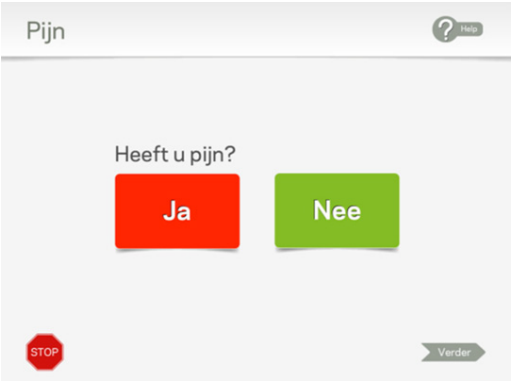 Pijn
? Help
Heeft u pijn?
Ja
Nee
STOP
Verder